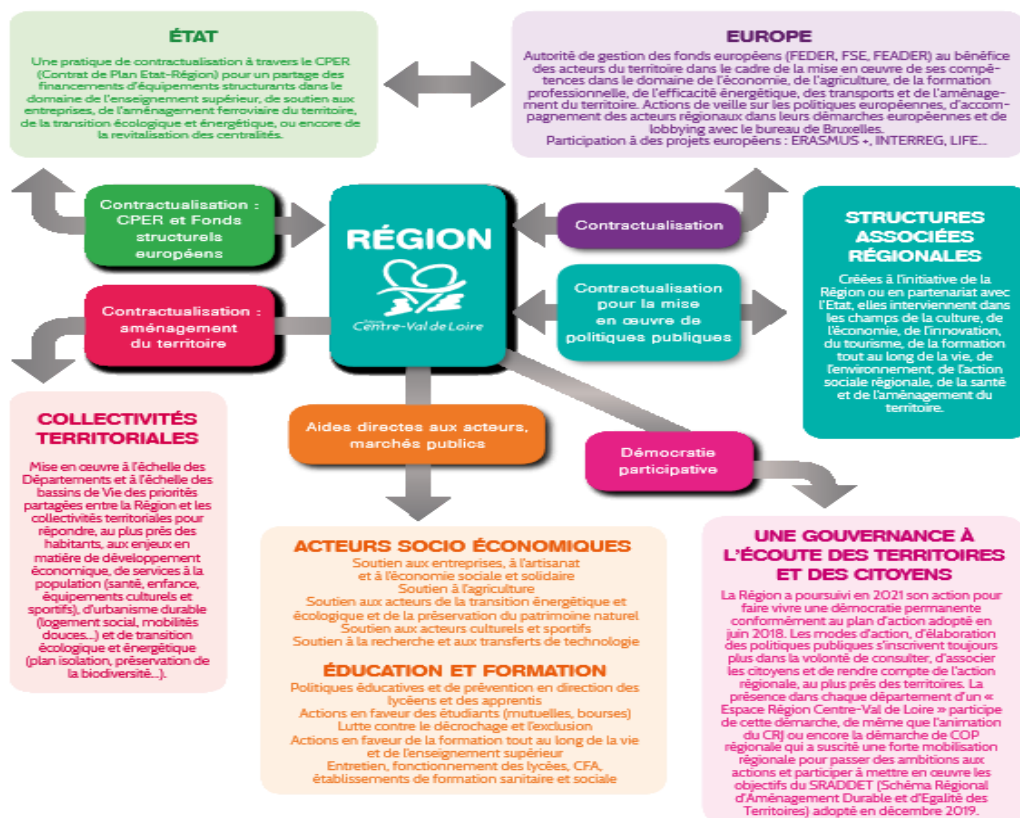 ÉTAT
Une pratique de contractualisation à travers le CPER
(Contrat de Plan Etat-Région) pour un partage des
financements d'équipements structurants dans le
domaine de l'enseignement supérieur, de soutien aux
entreprises, de l'aménagement ferroviaire du territoire,
de la transition écologique et énergétique, ou encore de
la revitalisation des centralités.
EUROPE
Autorité de gestion des fonds européens (FEDER, FSE, FEADER) au bénéfice
des acteurs du territoire dans le cadre de la mise en œuvre de ses compé-
tences dans le domaine de l'économie, de l'agriculture, de la formation
professionnelle, de l'efficacité énergétique, des transports et de l'aménage-
ment du territoire. Actions de veille sur les politiques européennes, d'accom-
pagnement des acteurs régionaux dans leurs démarches européennes et de
lobbying avec le bureau de Bruxelles.
Participation à des projets européens : ERASMUS +, INTERREG, LIFE...
Contractualisation :
CPER et Fonds
structurels
européens
RÉGION
Centre-Val de Loire
Contractualisation
Contractualisation :
aménagement
du territoire
Contractualisation
pour la mise
en œuvre de
politiques publiques
STRUCTURES
ASSOCIÉES
RÉGIONALES
Créées à l'initiative de la
Région ou en partenariat avec
l'Etat, elles interviennent dans
les champs de la culture, de
l'économie, de l'innovation,
du tourisme, de la formation
tout au long de la vie, de
l'environnement, de l'action
sociale régionale, de la santé
et de l'aménagement du
territoire.
Aides directes aux acteurs,
marchés publics
Démocratie
participative
COLLECTIVITÉS
TERRITORIALES
Mise en œuvre à l'échelle des
Départements et à l'échelle des
bassins de Vie des priorités
partagées entre la Région et les
collectivités territoriales pour
répondre, au plus près des
habitants, aux enjeux en
matière de développement
économique, de services à la
population (santé, enfance,
équipements culturels et
sportifs), d'urbanisme durable
(logement social, mobilités
douces...) et de transition
écologique et énergétique
(plan isolation, préservation de
la biodiversité...).
ACTEURS SOCIO ÉCONOMIQUES
Soutien aux entreprises, à l'artisanat
et à l'économie sociale et solidaire
Soutien à l'agriculture
Soutien aux acteurs de la transition énergétique et
écologique et de la préservation du patrimoine naturel
Soutien aux acteurs culturels et sportifs
Soutien à la recherche et aux transferts de technologie
ÉDUCATION ET FORMATION
Politiques éducatives et de prévention en direction des
lycéens et des apprentis
Actions en faveur des étudiants (mutuelles, bourses)
Lutte contre le décrochage et l'exclusion
Actions en faveur de la formation tout au long de la vie
et de l'enseignement supérieur
Entretien, fonctionnement des lycées, CFA,
établissements de formation sanitaire et sociale
UNE GOUVERNANCE À
L'ÉCOUTE DES TERRITOIRES
ET DES CITOYENS
La Région a poursuivi en 2021 son action pour
faire vivre une démocratie permanente
conformément au plan d'action adopté en
juin 2018. Les modes d'action, d'élaboration
des politiques publiques s'inscrivent toujours
plus dans la volonté de consulter, d'associer
les citoyens et de rendre compte de l'action
régionale, au plus près des territoires. La
présence dans chaque département d'un «
Espace Région Centre-Val de Loire » participe
de cette démarche, de même que l'animation
du CRJ ou encore la démarche de COP
régionale qui a suscité une forte mobilisation
régionale pour passer des ambitions aux
actions et participer à mettre en œuvre les
objectifs du SRADDET (Schéma Régional
d'Aménagement Durable et d'Egalité des
Territoires) adopté en décembre 2019.